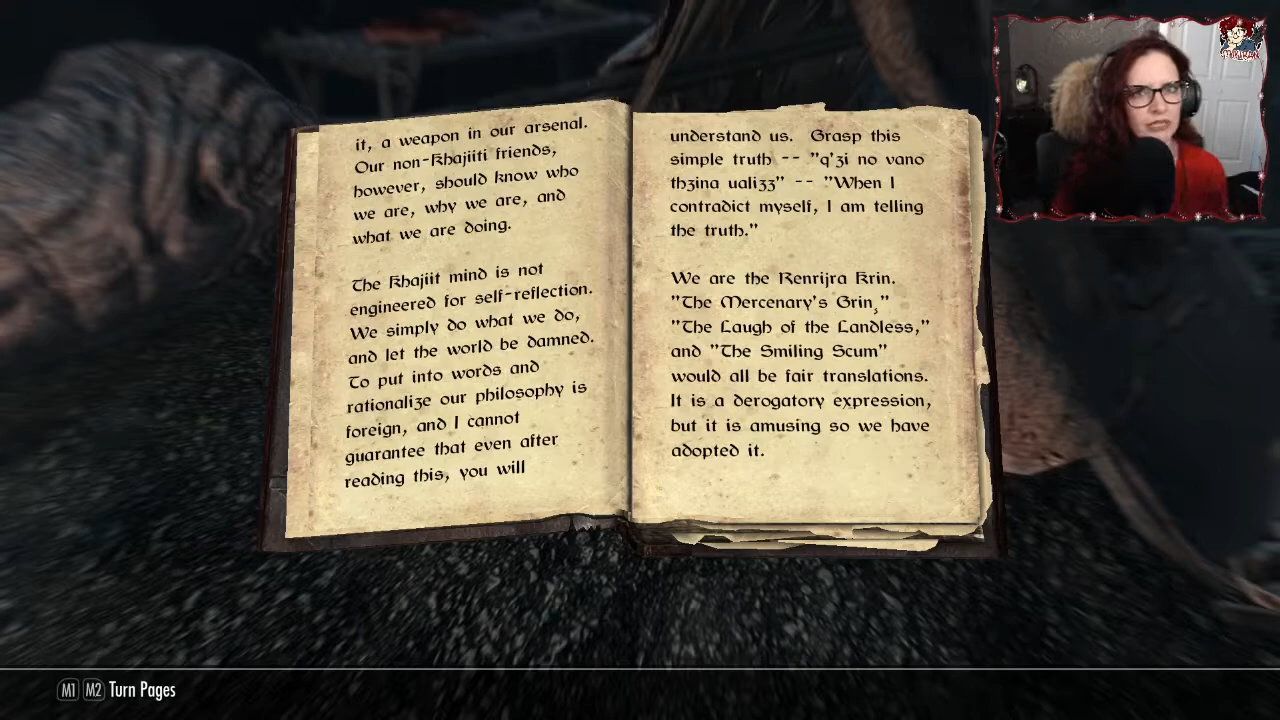 it, a weapon in our arsenal.
Our non-Khajiiti friends,
however, should know who
we are, why we are, and
what we are doing.
The Khajiit mind is not
engineered for self-reflection.
We simply do what we do,
and let the world be damned.
To put into words and
rationalize our philosophy is
foreign, and I cannot
guarantee that even after
reading this, you will
understand us. Grasp this
simple truth -- "q'zi no vano
thzina ualizz" -- "When I
contradict myself, I am telling
the truth."
We are the Renrijra Krin.
"The Mercenary's Grin,"
"The Laugh of the Landless,"
and "The Smiling Scum"
would all be fair translations.
It is a derogatory expression,
but it is amusing so we have
adopted it.
M1 M2 Turn Pages